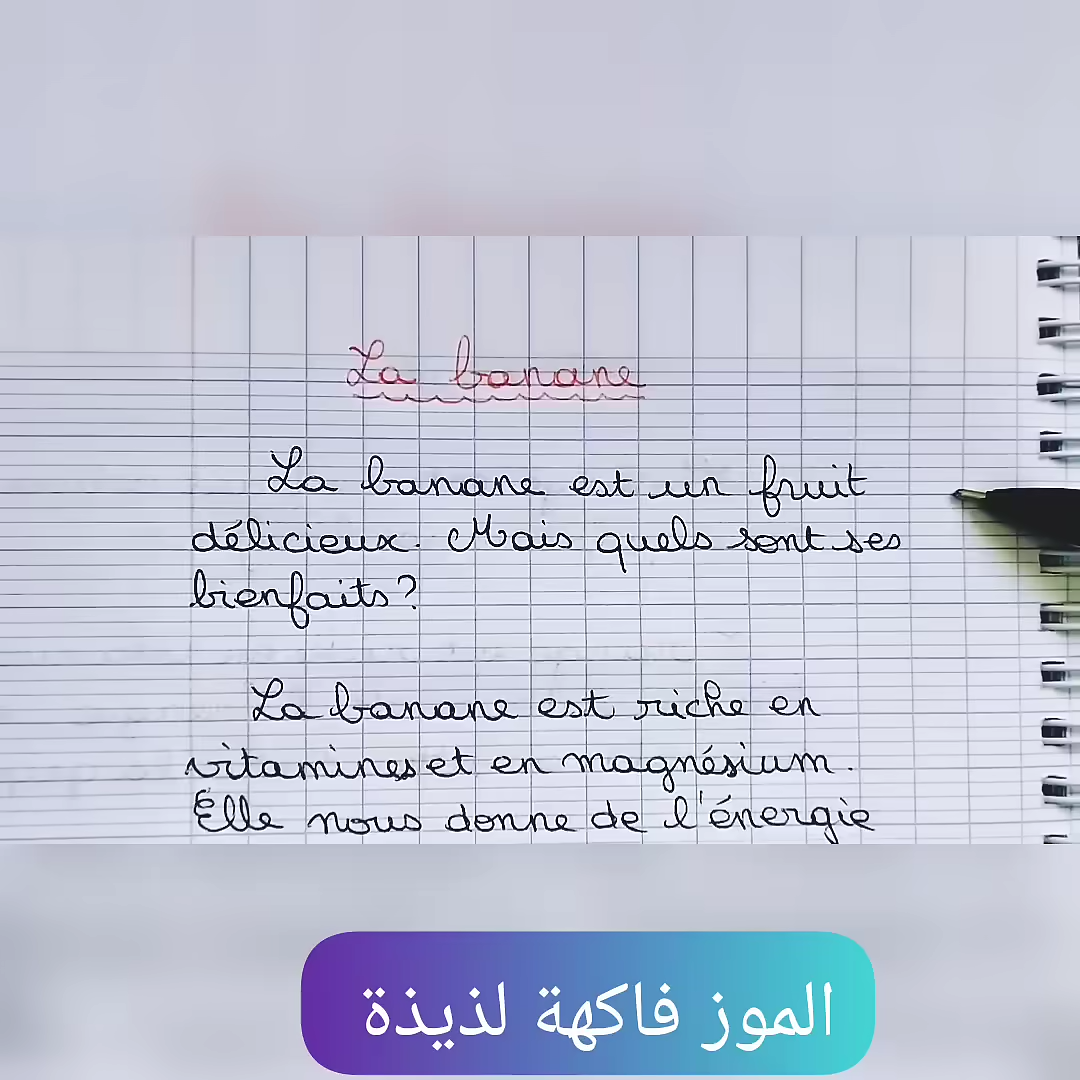 La banane
La banane est un fruit
délicieux. Mais quels sont ses
bienfaits?
La banane est riche en
vitamines et en magnésium.
Elle nous donne de l'énergie
الموز فاكهة لذيذة